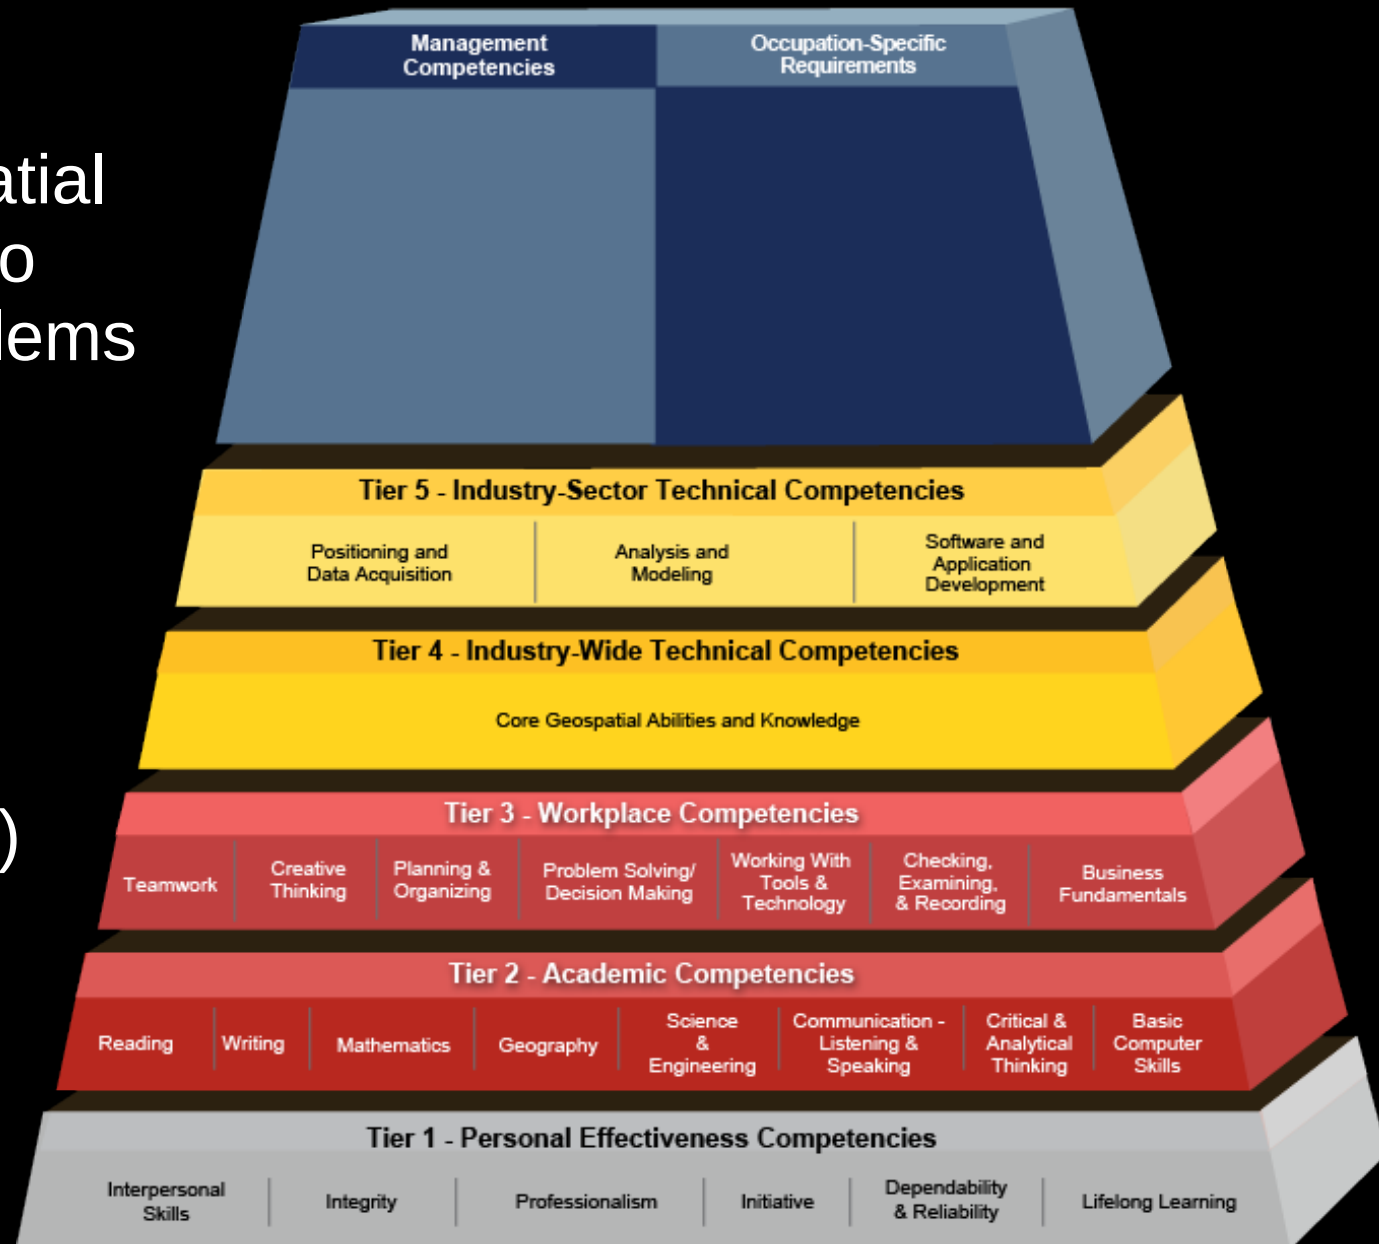 Management
Competencies
Occupation-Specific
Requirements
atial
o
lems
)
Tier 5 - Industry-Sector Technical Competencies
Positioning and
Data Acquisition
Analysis and
Modeling
Software and
Application
Development
Tier 4 - Industry-Wide Technical Competencies
Core Geospatial Abilities and Knowledge
Tier 3 - Workplace Competencies
Teamwork
Creative
Thinking
Planning &
Organizing
Problem Solving/
Decision Making
Working With
Tools &
Technology
Checking,
Examining,
& Recording
Business
Fundamentals
Tier 2 - Academic Competencies
Reading
Writing
Mathematics
Geography
Science
&
Engineering
Communication -
Listening &
Speaking
Critical &
Analytical
Thinking
Basic
Computer
Skills
Tier 1 - Personal Effectiveness Competencies
Interpersonal
Skills
Integrity
Professionalism
Initiative
Dependability
& Reliability
Lifelong Learning